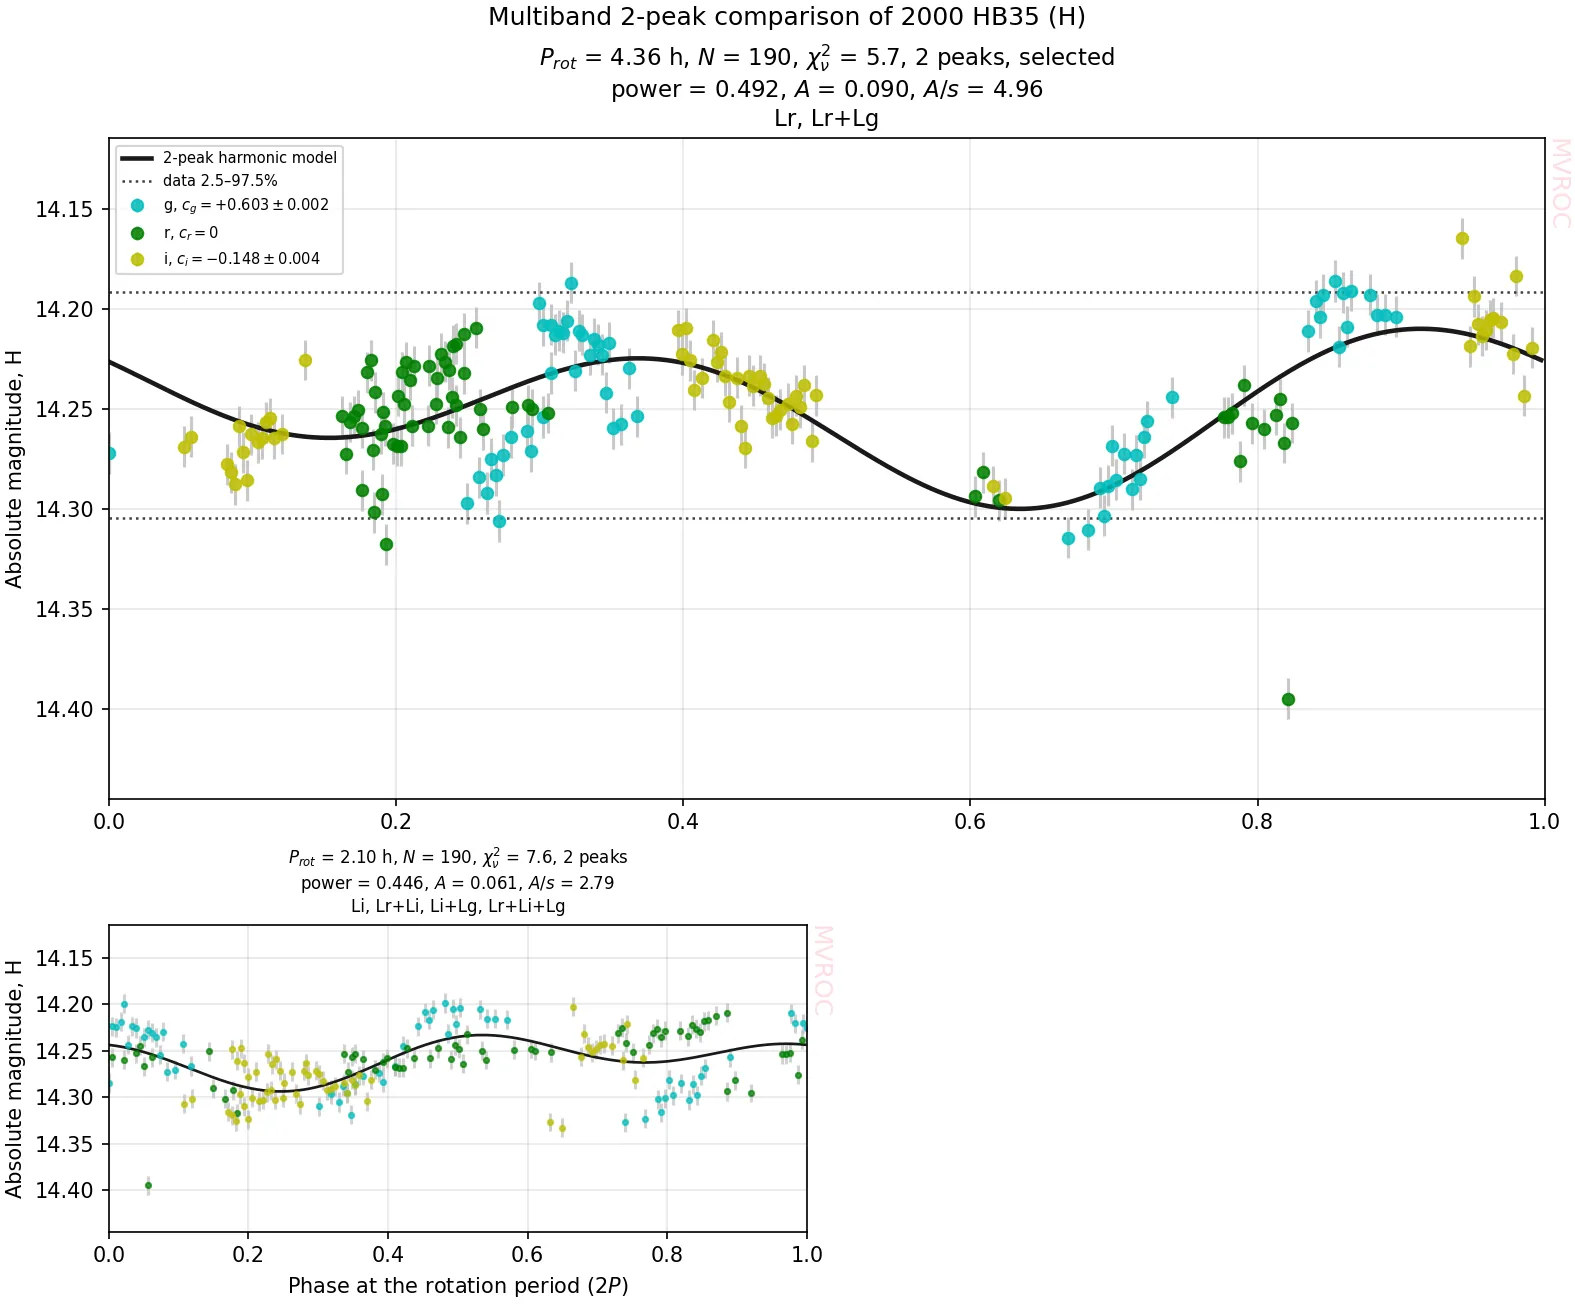 Multiband 2-peak comparison of 2000 HB35 (H)
P_rot = 4.36 h, N = 190, χ²_ν = 5.7, 2 peaks, selected
power = 0.492, A = 0.090, A/s = 4.96
Lr, Lr+Lg
2-peak harmonic model
data 2.5–97.5%
g, c_g = +0.603 ± 0.002
r, c_r = 0
i, c_i = −0.148 ± 0.004
MVROC
Absolute magnitude, H
14.15
14.20
14.25
14.30
14.35
14.40
0.0 0.2 0.4 0.6 0.8 1.0
P_rot = 2.10 h, N = 190, χ²_ν = 7.6, 2 peaks
power = 0.446, A = 0.061, A/s = 2.79
Li, Lr+Li, Li+Lg, Lr+Li+Lg
MVROC
Absolute magnitude, H
14.15
14.20
14.25
14.30
14.35
14.40
0.0 0.2 0.4 0.6 0.8 1.0
Phase at the rotation period (2P)